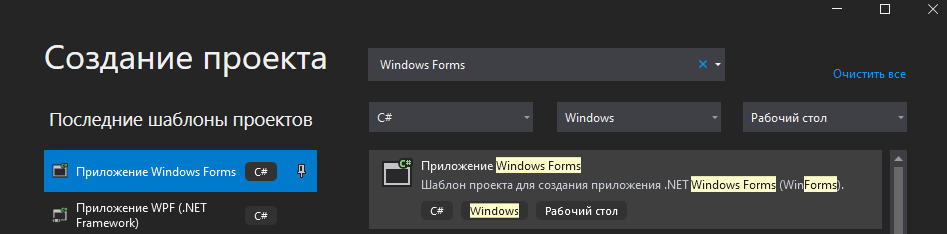 Создание проекта
Windows Forms
Очистить все
Последние шаблоны проектов
C#
Windows
Рабочий стол
Приложение Windows Forms
C#
Приложение WPF (.NET
Framework)
C#
C#
Приложение Windows Forms
Шаблон проекта для создания приложения .NET Windows Forms (WinForms).
C#
Windows
Рабочий стол